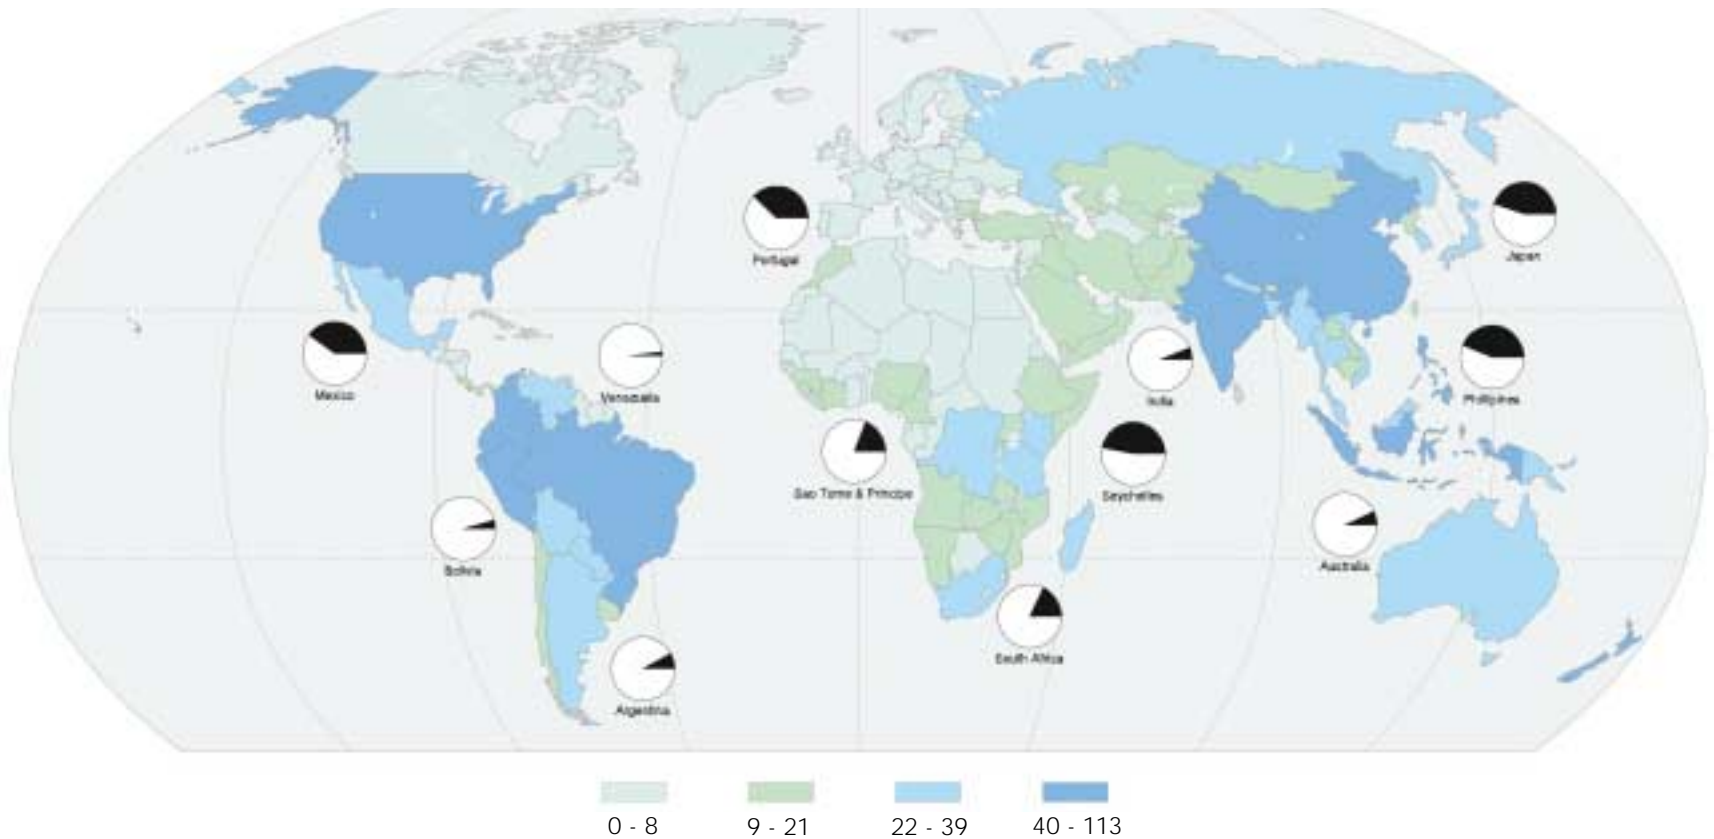 Portugal
Japan
Mexico
Venezuela
India
Phillipines
Sao Tome & Principe
Seychelles
Bolivia
Australia
South Africa
Argentina
0 - 8
9 - 21
22 - 39
40 - 113